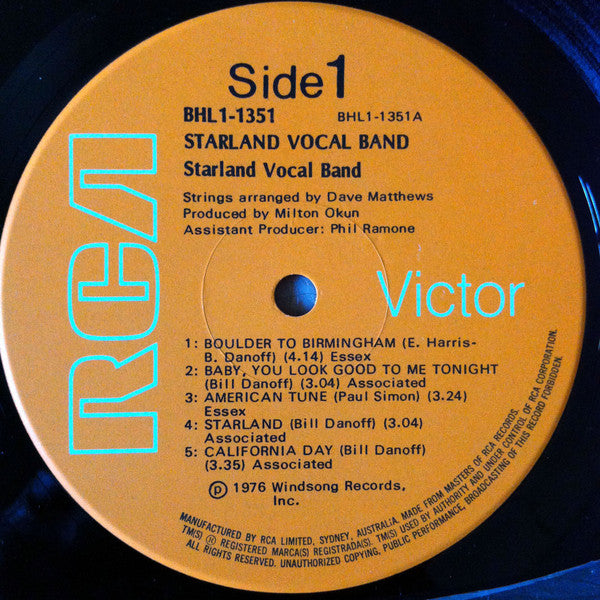 Side 1
BHL1-1351 BHL1-1351A
STARLAND VOCAL BAND
Starland Vocal Band
Strings arranged by Dave Matthews
Produced by Milton Okun
Assistant Producer: Phil Ramone
RCA
Victor
1: BOULDER TO BIRMINGHAM (E. Harris-
B. Danoff) (4.14) Essex
2: BABY, YOU LOOK GOOD TO ME TONIGHT
(Bill Danoff) (3.04) Associated
3: AMERICAN TUNE (Paul Simon) (3.24)
Essex
4: STARLAND (Bill Danoff) (3.04)
Associated
5: CALIFORNIA DAY (Bill Danoff)
(3.35) Associated
℗ 1976 Windsong Records,
Inc.
MANUFACTURED BY RCA LIMITED, SYDNEY, AUSTRALIA. MADE FROM MASTERS OF RCA RECORDS.
TM(S) ® REGISTERED MARCA(S) REGISTRADA(S). TM(S) USED BY AUTHORITY AND UNDER CONTROL OF RCA CORPORATION.
ALL RIGHTS RESERVED. UNAUTHORIZED COPYING, PUBLIC PERFORMANCE, BROADCASTING OF THIS RECORD FORBIDDEN.